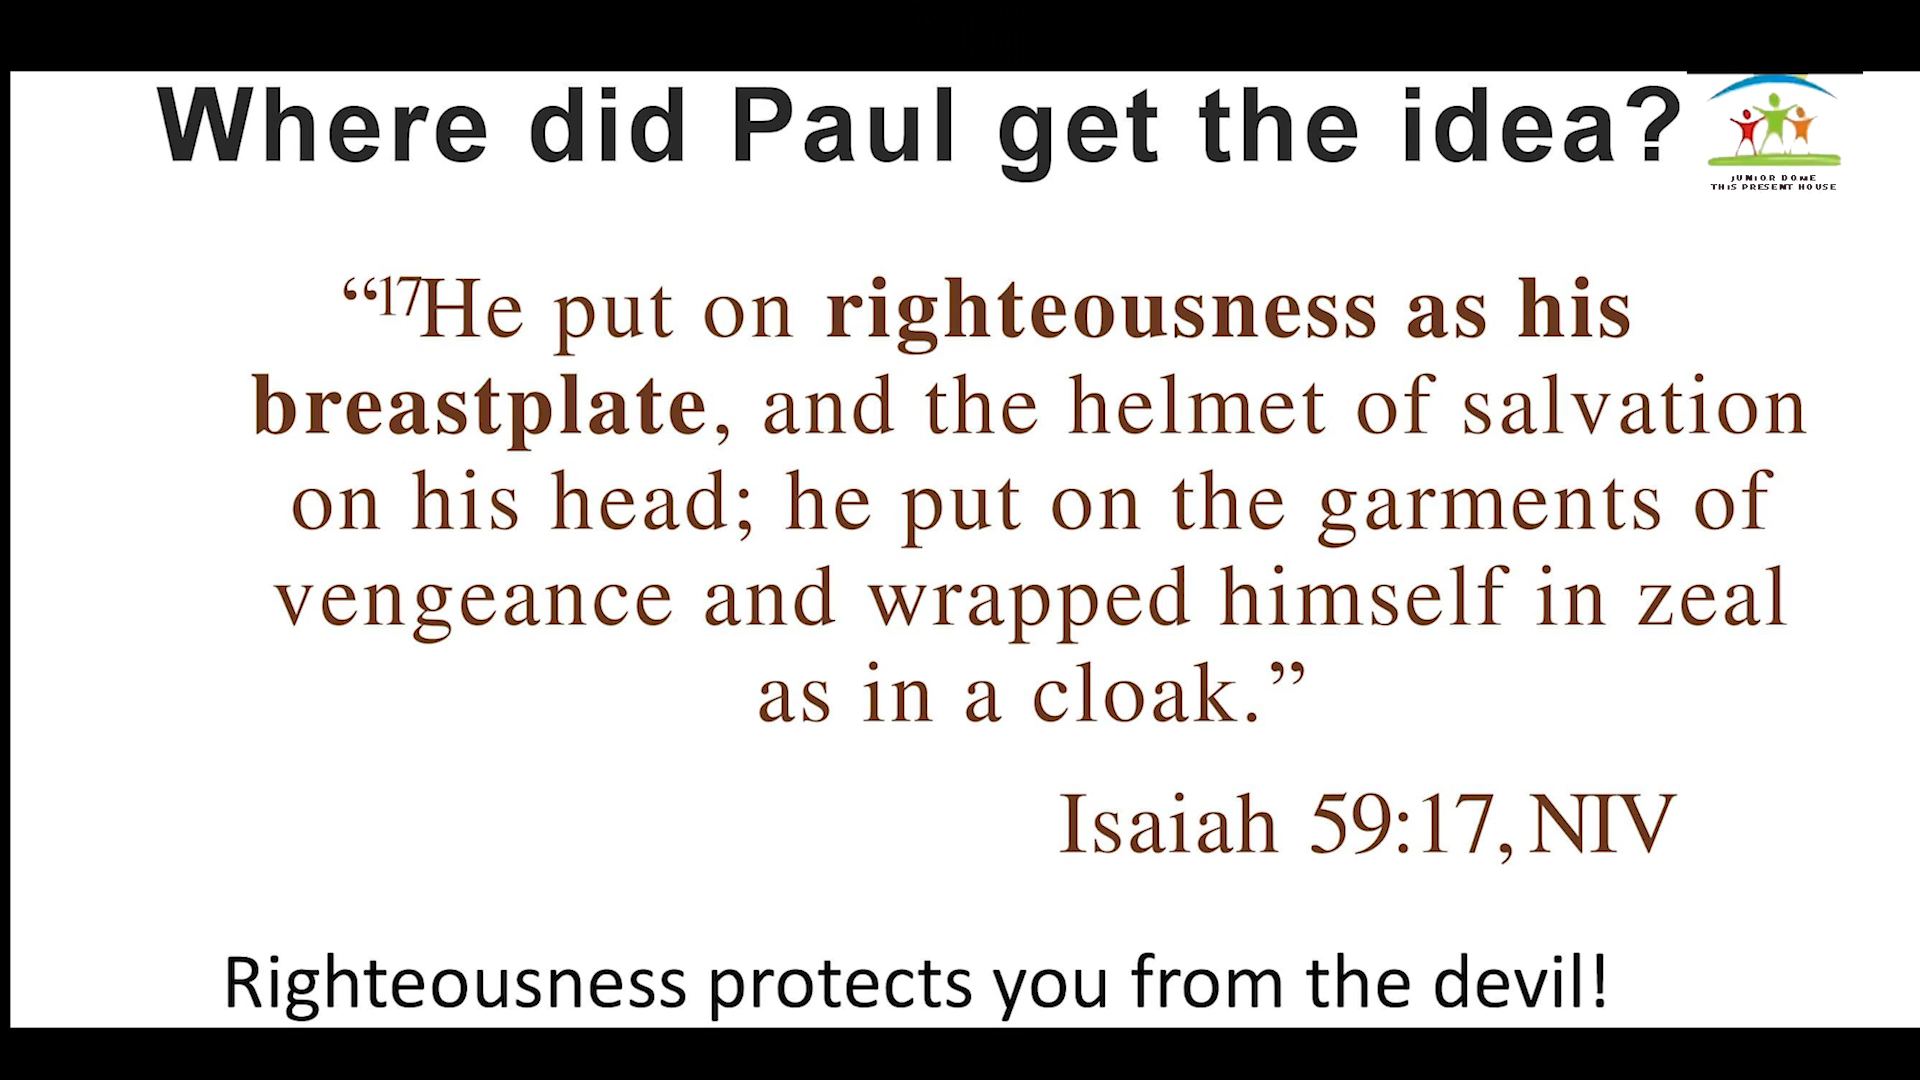 Where did Paul get the idea?
JUNIOR DOME
THIS PRESENT HOUSE
“17He put on righteousness as his
breastplate, and the helmet of salvation
on his head; he put on the garments of
vengeance and wrapped himself in zeal
as in a cloak.”
Isaiah 59:17, NIV
Righteousness protects you from the devil!